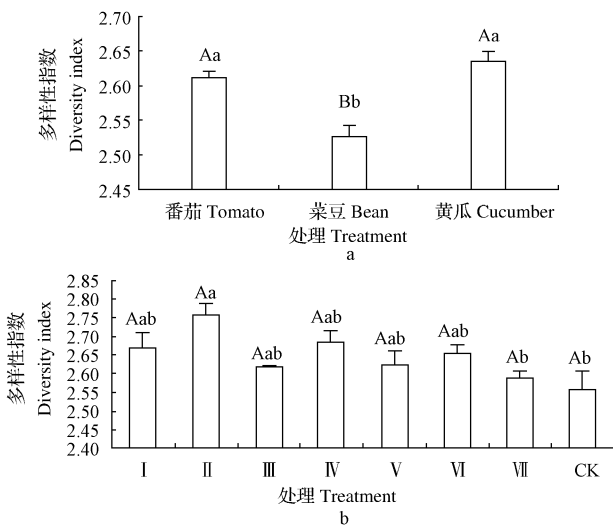 多样性指数
Diversity index
2.70
2.65
2.60
2.55
2.50
2.45
Aa
Bb
Aa
番茄 Tomato 菜豆 Bean 黄瓜 Cucumber
处理 Treatment
a
多样性指数
Diversity index
2.85
2.80
2.75
2.70
2.65
2.60
2.55
2.50
2.45
2.40
Aab
Aa
Aab
Aab
Aab
Aab
Ab
Ab
Ⅰ Ⅱ Ⅲ Ⅳ Ⅴ Ⅵ Ⅶ CK
处理 Treatment
b